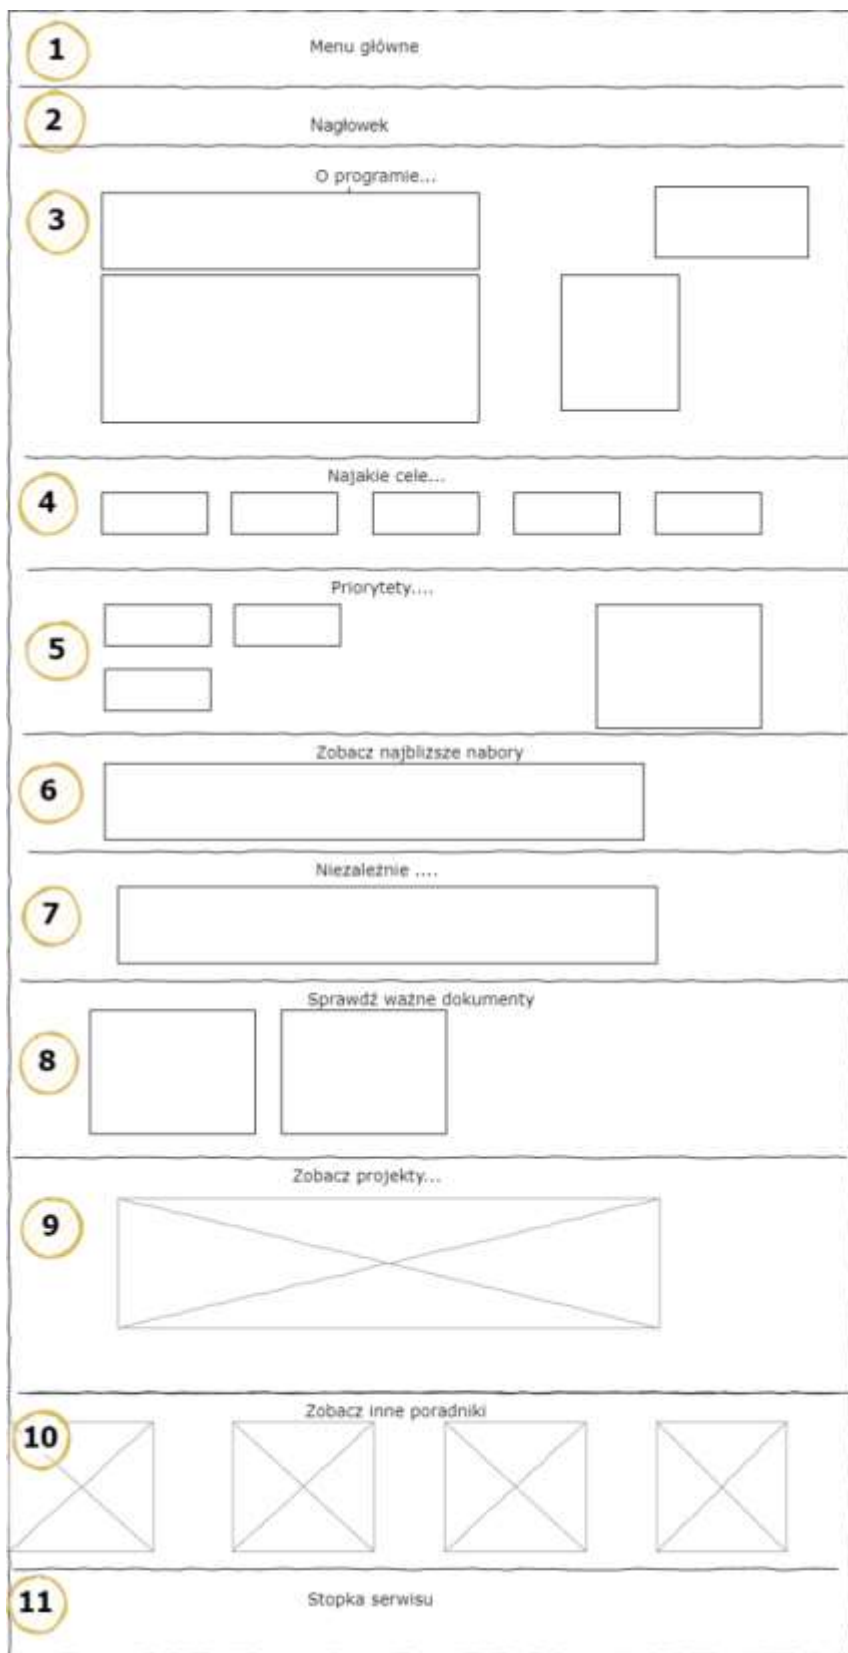 1
Menu główne
2
Nagłowek
O programie...
3
Najakie cele...
4
Priorytety....
5
Zobacz najbliższe nabory
6
Niezależnie ....
7
Sprawdź ważne dokumenty
8
Zobacz projekty...
9
Zobacz inne poradniki
10
11
Stopka serwisu